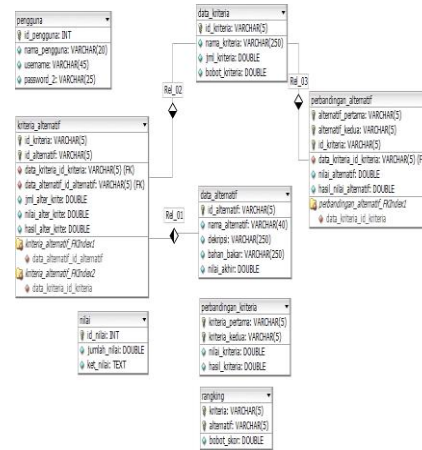 pengguna
id_pengguna: INT
nama_pengguna: VARCHAR(20)
username: VARCHAR(45)
password_2: VARCHAR(25)
data_kriteria
id_kriteria: VARCHAR(5)
nama_kriteria: VARCHAR(250)
jml_kriteria: DOUBLE
bobot_kriteria: DOUBLE
Rel_02
Rel_03
kriteria_alternatif
id_kriteria: VARCHAR(5)
id_alternatif: VARCHAR(5)
data_kriteria_id_kriteria: VARCHAR(5) (FK)
data_alternatif_id_alternatif: VARCHAR(5) (FK)
jml_alter_krite: DOUBLE
nilai_alter_krite: DOUBLE
hasil_alter_krite: DOUBLE
kriteria_alternatif_FKIndex1
data_alternatif_id_alternatif
kriteria_alternatif_FKIndex2
data_kriteria_id_kriteria
perbandingan_alternatif
alternatif_pertama: VARCHAR(5)
alternatif_kedua: VARCHAR(5)
id_kriteria: VARCHAR(5)
data_kriteria_id_kriteria: VARCHAR(5) (F
nilai_alternatif: DOUBLE
hasil_nilai_alternatif: DOUBLE
perbandingan_alternatif_FKIndex1
data_kriteria_id_kriteria
Rel_01
data_alternatif
id_alternatif: VARCHAR(5)
nama_alternatif: VARCHAR(40)
dekripsi: VARCHAR(250)
bahan_bakar: VARCHAR(250)
nilai_akhir: DOUBLE
nilai
id_nilai: INT
jumlah_nilai: DOUBLE
ket_nilai: TEXT
perbandingan_kriteria
kriteria_pertama: VARCHAR(5)
kriteria_kedua: VARCHAR(5)
nilai_kriteria: DOUBLE
hasil_kriteria: DOUBLE
rangking
kriteria: VARCHAR(5)
alternatif: VARCHAR(5)
bobot_skor: DOUBLE